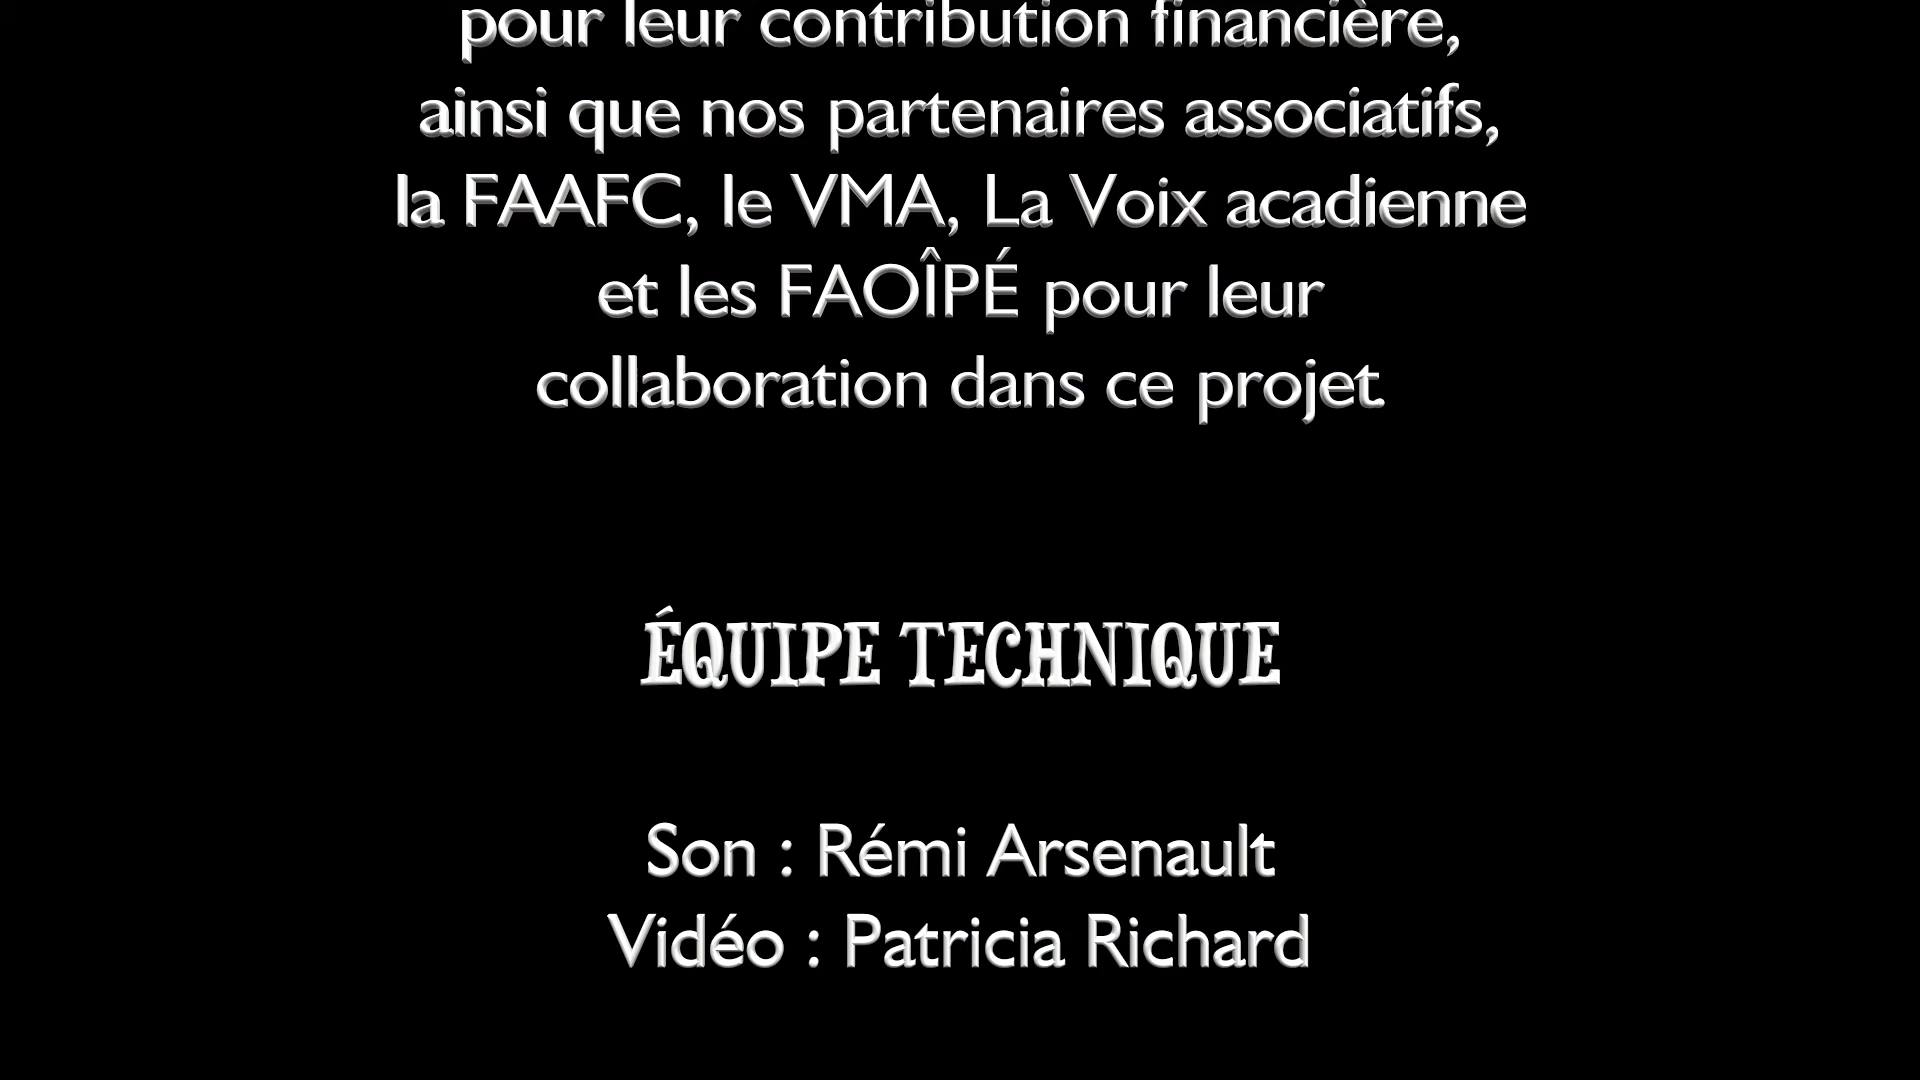 pour leur contribution financière,
ainsi que nos partenaires associatifs,
la FAAFC, le VMA, La Voix acadienne
et les FAOÎPÉ pour leur
collaboration dans ce projet.
ÉQUIPE TECHNIQUE
Son : Rémi Arsenault
Vidéo : Patricia Richard